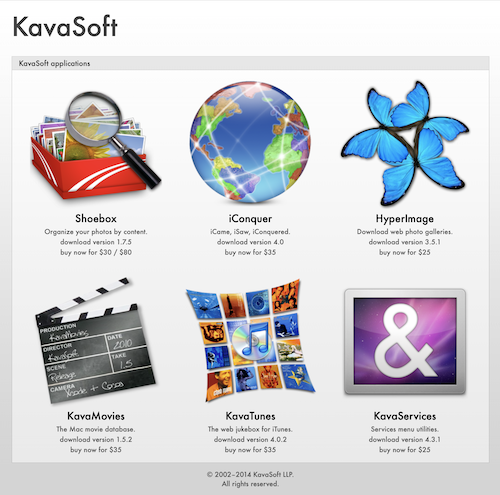 KavaSoft
KavaSoft applications
Shoebox
Organize your photos by content.
download version 1.7.5
buy now for $30 / $80
iConquer
iCame, iSaw, iConquered.
download version 4.0
buy now for $35
HyperImage
Download web photo galleries.
download version 3.5.1
buy now for $25
PRODUCTION
KavaMovies
DIRECTOR
KavaSoft
DATE
2010
SCENE
Release
TAKE
1.5
CAMERA
Xcode + Cocoa
KavaMovies
The Mac movie database.
download version 1.5.2
buy now for $35
KavaTunes
The web jukebox for iTunes.
download version 4.0.2
buy now for $35
&
KavaServices
Services menu utilities.
download version 4.3.1
buy now for $25
© 2002–2014 KavaSoft LLP.
All rights reserved.